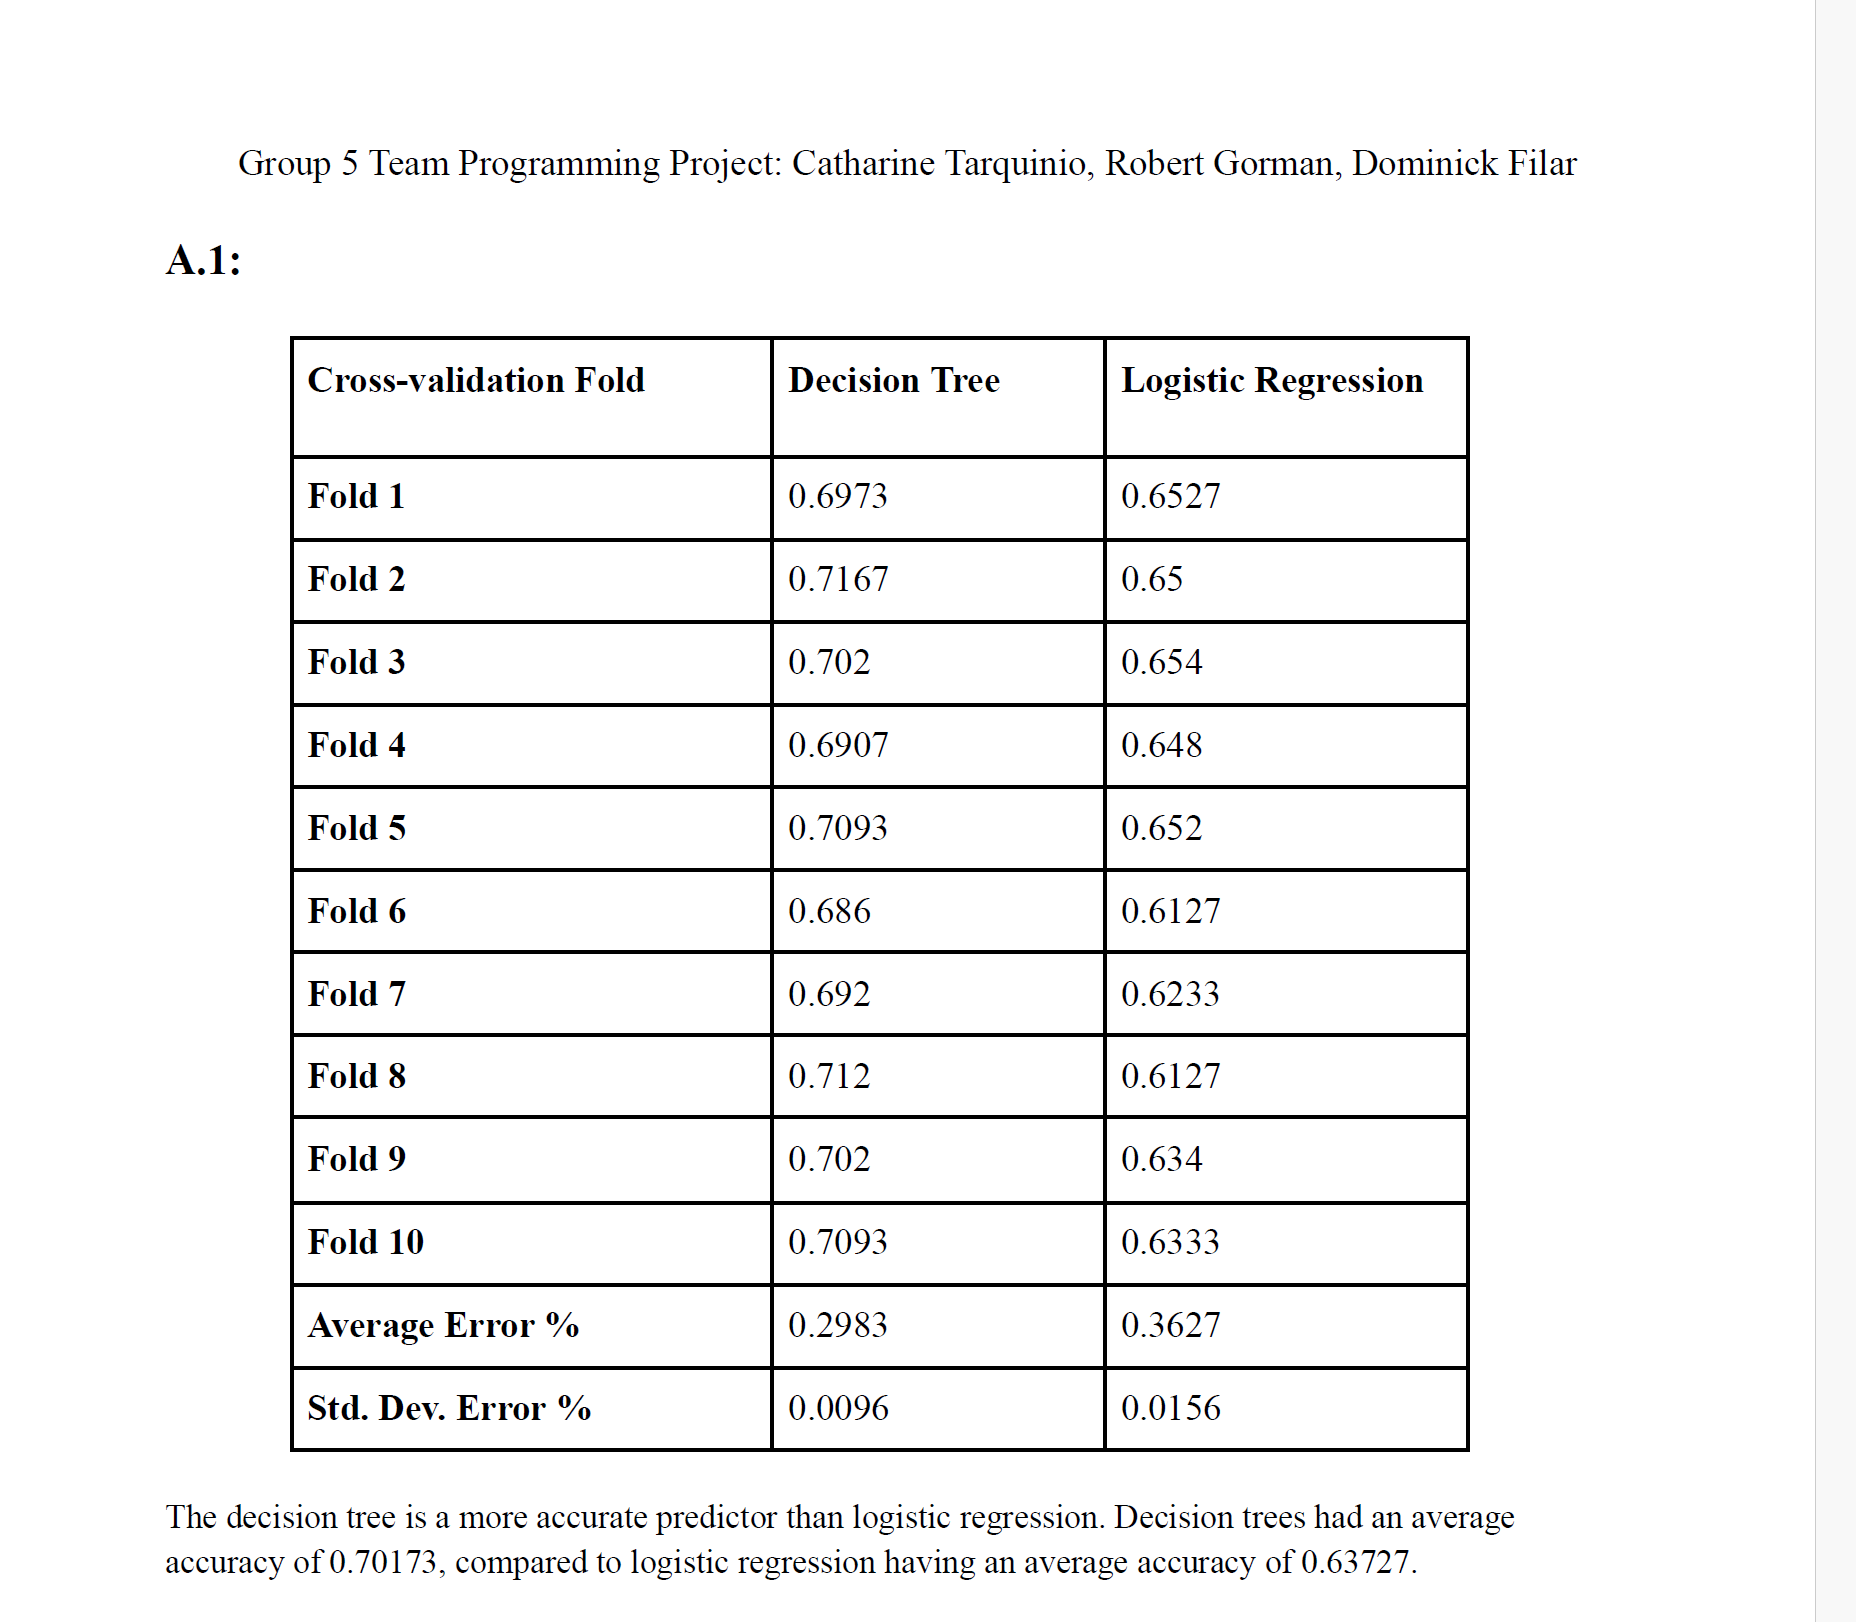 Group 5 Team Programming Project: Catharine Tarquinio, Robert Gorman, Dominick Filar
A.1:
Cross-validation Fold Decision Tree Logistic Regression
Fold 1 0.6973 0.6527
Fold 2 0.7167 0.65
Fold 3 0.702 0.654
Fold 4 0.6907 0.648
Fold 5 0.7093 0.652
Fold 6 0.686 0.6127
Fold 7 0.692 0.6233
Fold 8 0.712 0.6127
Fold 9 0.702 0.634
Fold 10 0.7093 0.6333
Average Error % 0.2983 0.3627
Std. Dev. Error % 0.0096 0.0156
The decision tree is a more accurate predictor than logistic regression. Decision trees had an average
accuracy of 0.70173, compared to logistic regression having an average accuracy of 0.63727.